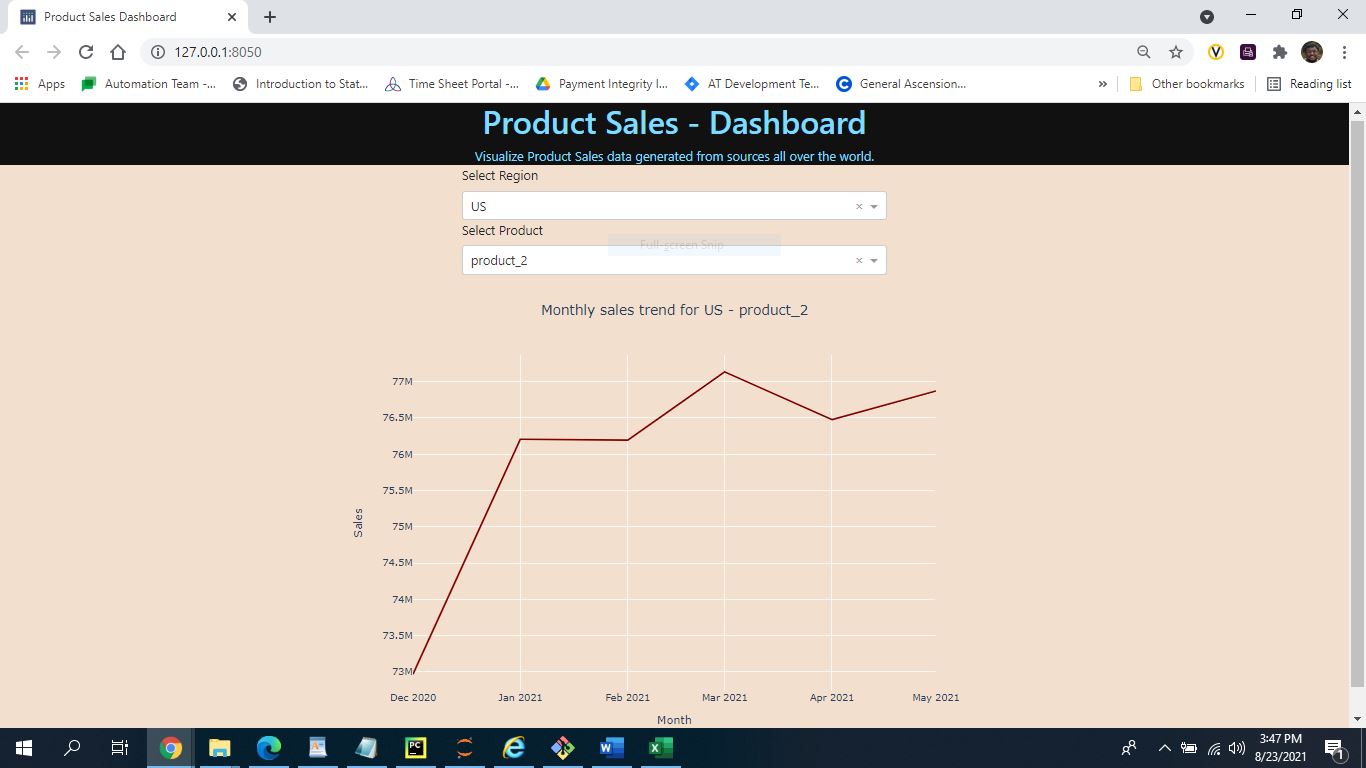 Product Sales Dashboard
127.0.0.1:8050
Apps
Automation Team -...
Introduction to Stat...
Time Sheet Portal -...
Payment Integrity I...
AT Development Te...
General Ascension...
»
Other bookmarks
Reading list
Product Sales - Dashboard
Visualize Product Sales data generated from sources all over the world.
Select Region
US
Select Product
Full-screen Snip
product_2
Monthly sales trend for US - product_2
77M
76.5M
76M
75.5M
75M
74.5M
74M
73.5M
73M
Sales
Dec 2020
Jan 2021
Feb 2021
Mar 2021
Apr 2021
May 2021
Month
3:47 PM
8/23/2021
1